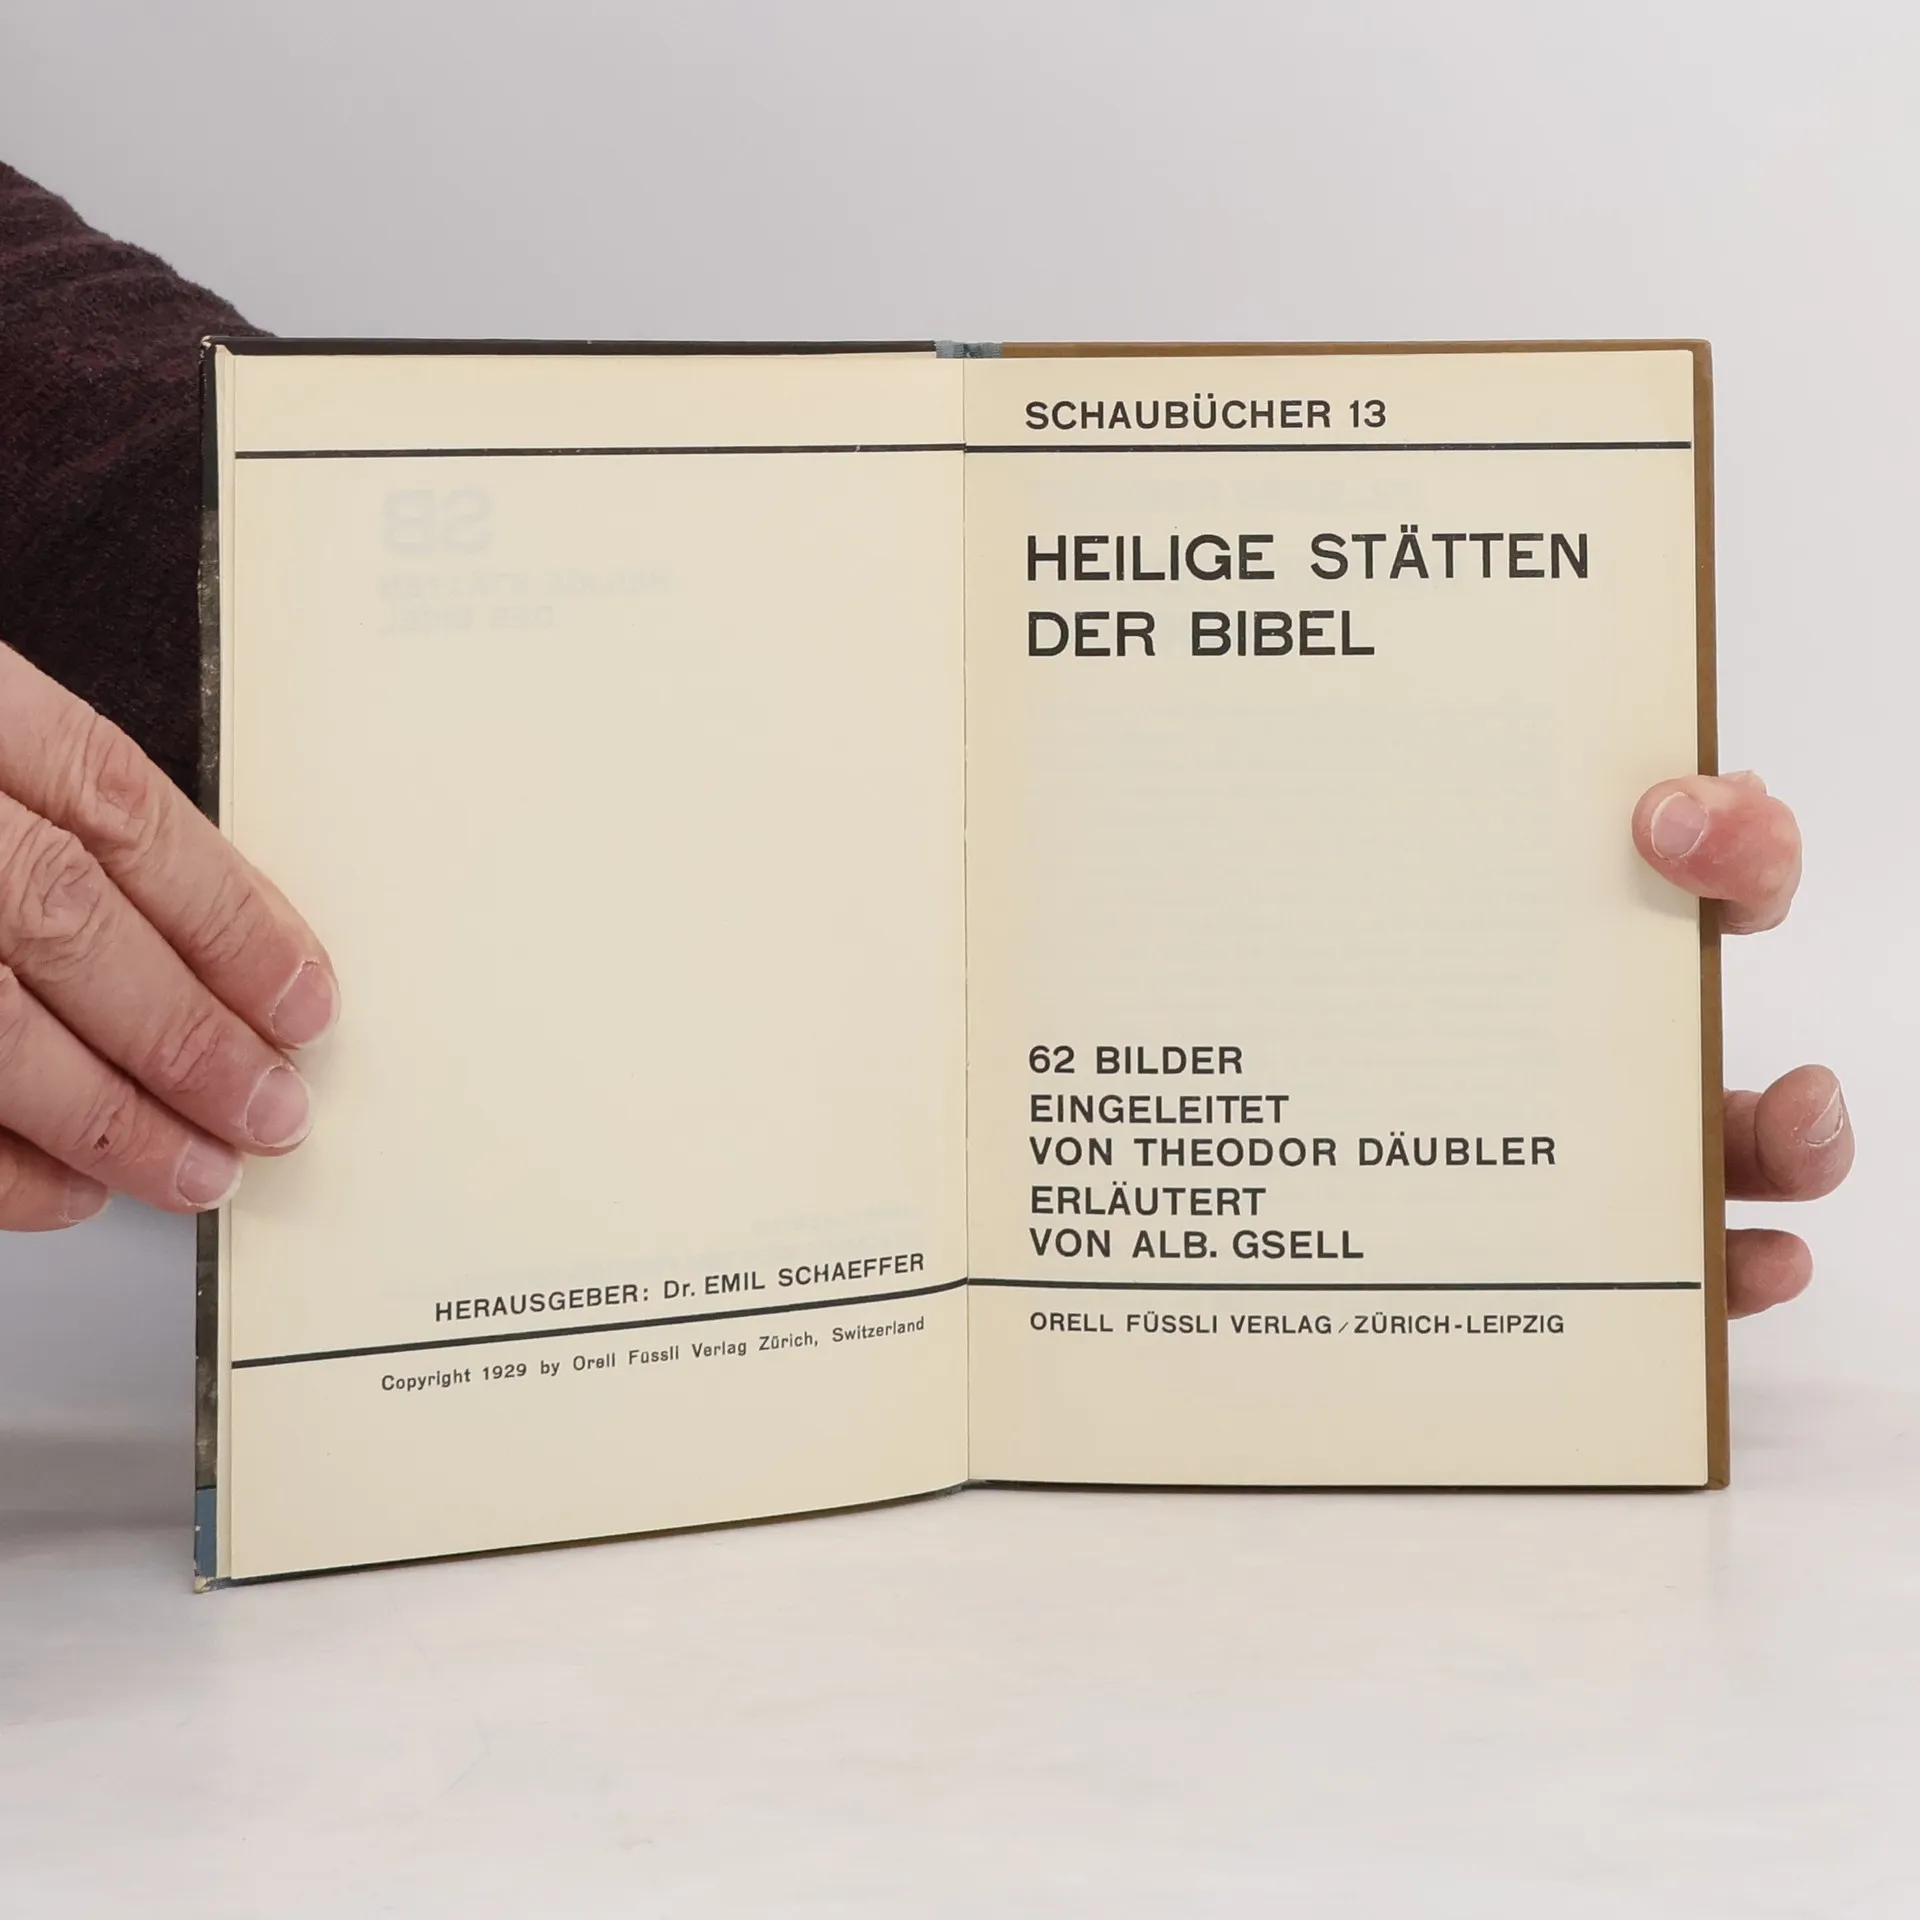 HERAUSGEBER: Dr. EMIL SCHAEFFER
Copyright 1929 by Orell Füssli Verlag Zürich, Switzerland
SCHAUBÜCHER 13
HEILIGE STÄTTEN
DER BIBEL
62 BILDER
EINGELEITET
VON THEODOR DÄUBLER
ERLÄUTERT
VON ALB. GSELL
ORELL FÜSSLI VERLAG / ZÜRICH-LEIPZIG